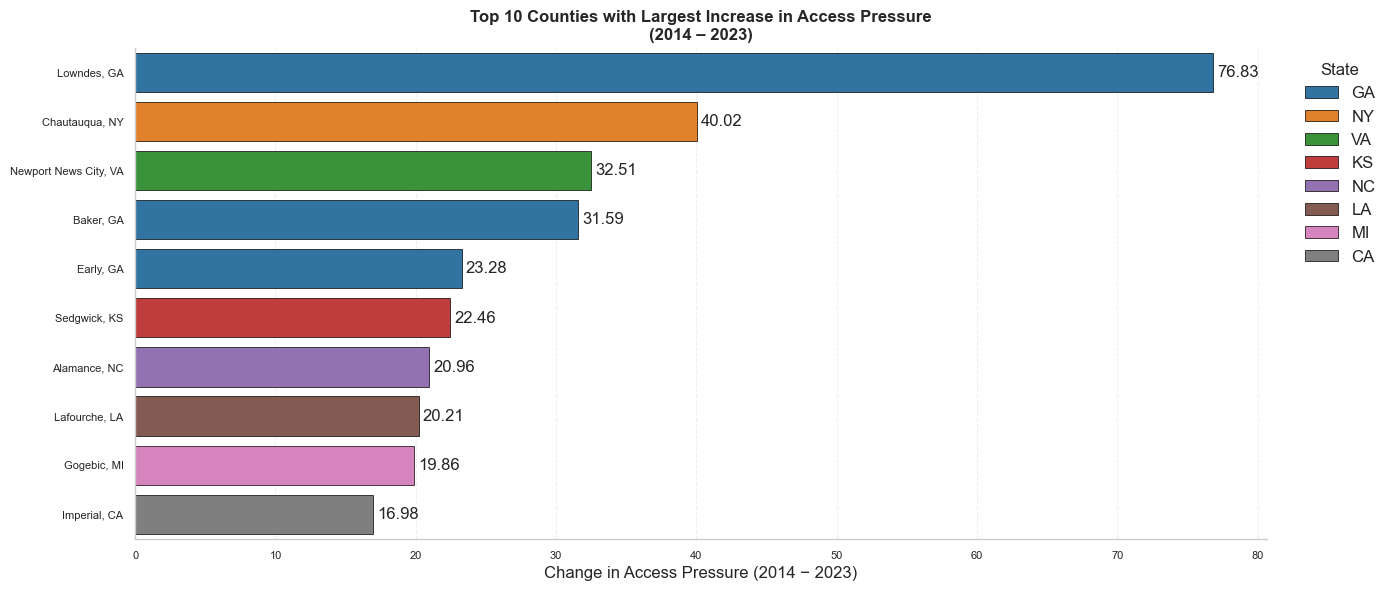 Top 10 Counties with Largest Increase in Access Pressure
(2014 – 2023)
Lowndes, GA
76.83
Chautauqua, NY
40.02
Newport News City, VA
32.51
Baker, GA
31.59
Early, GA
23.28
Sedgwick, KS
22.46
Alamance, NC
20.96
Lafourche, LA
20.21
Gogebic, MI
19.86
Imperial, CA
16.98
0 10 20 30 40 50 60 70 80
Change in Access Pressure (2014 − 2023)
State
GA
NY
VA
KS
NC
LA
MI
CA